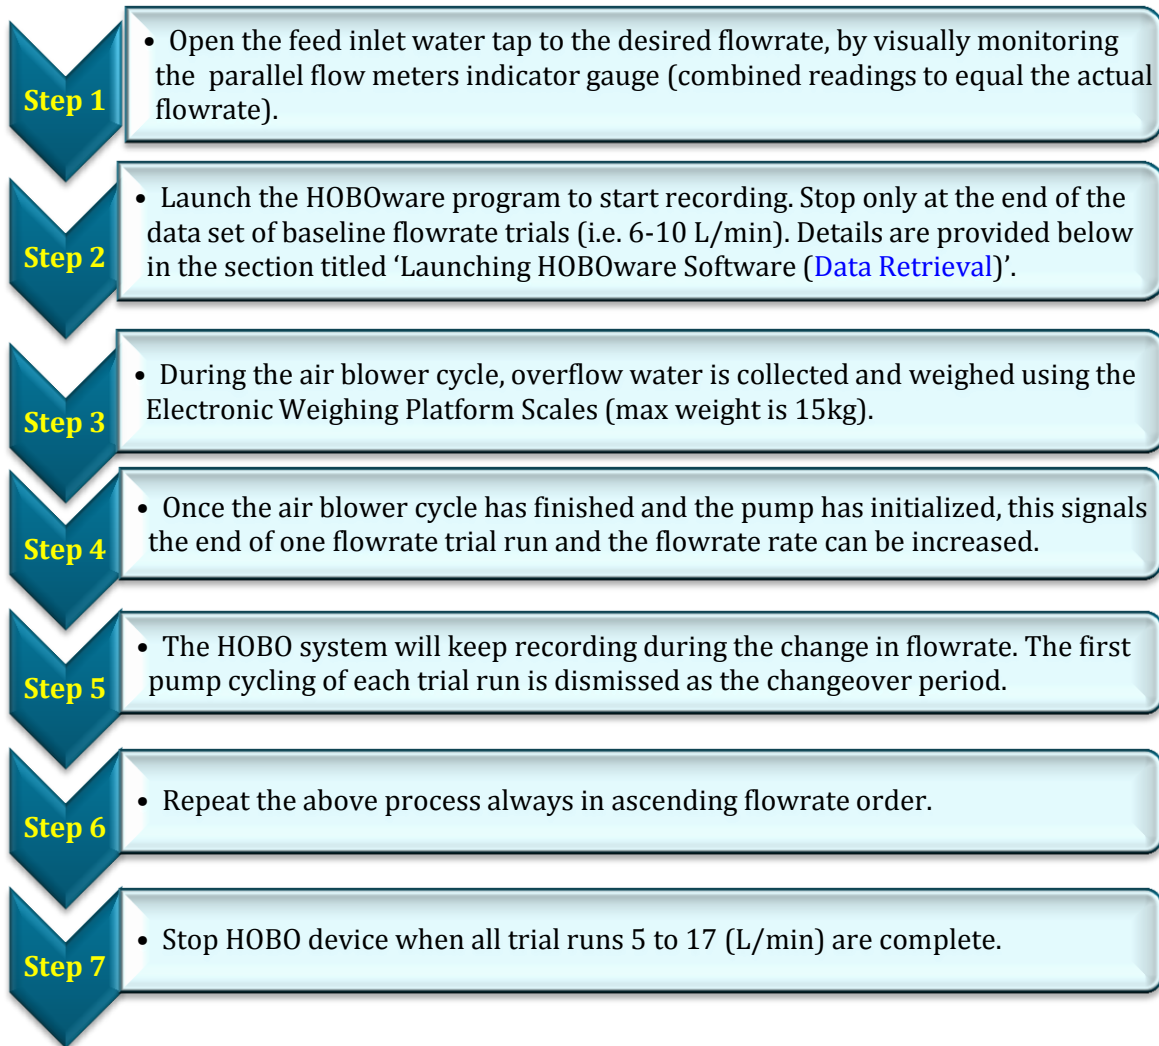 Step 1
• Open the feed inlet water tap to the desired flowrate, by visually monitoring
the parallel flow meters indicator gauge (combined readings to equal the actual
flowrate).
Step 2
• Launch the HOBOware program to start recording. Stop only at the end of the
data set of baseline flowrate trials (i.e. 6-10 L/min). Details are provided below
in the section titled ‘Launching HOBOware Software (Data Retrieval)’.
Step 3
• During the air blower cycle, overflow water is collected and weighed using the
Electronic Weighing Platform Scales (max weight is 15kg).
Step 4
• Once the air blower cycle has finished and the pump has initialized, this signals
the end of one flowrate trial run and the flowrate rate can be increased.
Step 5
• The HOBO system will keep recording during the change in flowrate. The first
pump cycling of each trial run is dismissed as the changeover period.
Step 6
• Repeat the above process always in ascending flowrate order.
Step 7
• Stop HOBO device when all trial runs 5 to 17 (L/min) are complete.